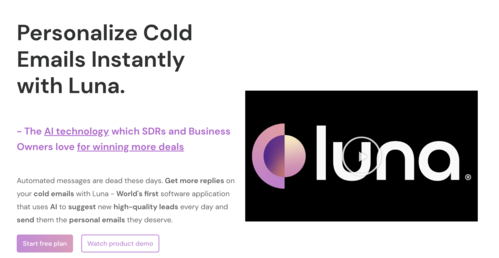 Personalize Cold
Emails Instantly
with Luna.
- The AI technology which SDRs and Business
Owners love for winning more deals
Automated messages are dead these days. Get more replies on
your cold emails with Luna - World's first software application
that uses AI to suggest new high-quality leads every day and
send them the personal emails they deserve.
Start free plan
Watch product demo
luna®